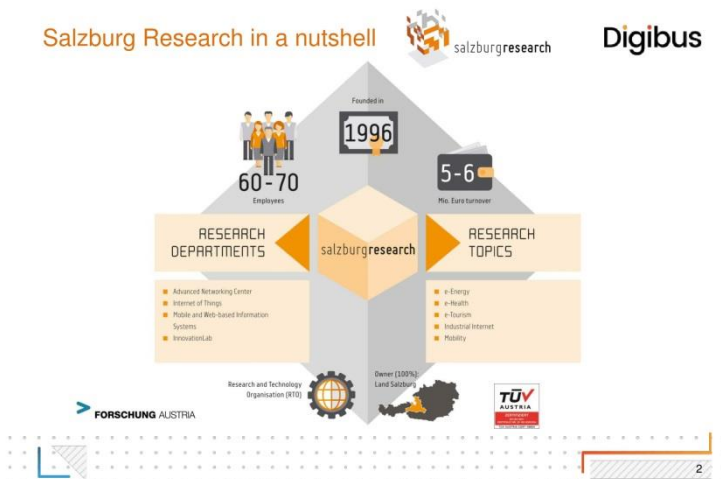 Salzburg Research in a nutshell
salzburgresearch
Digibus
Founded in
1996
60-70
Employees
5-6
Mio. Euro turnover
RESEARCH
DEPARTMENTS
salzburgresearch
RESEARCH
TOPICS
Advanced Networking Center
Internet of Things
Mobile and Web-based Information
Systems
InnovationLab
e-Energy
e-Health
e-Tourism
Industrial Internet
Mobility
Research and Technology
Organisation (RTO)
Owner (100%):
Land Salzburg
TÜV
AUSTRIA
FORSCHUNG AUSTRIA
2